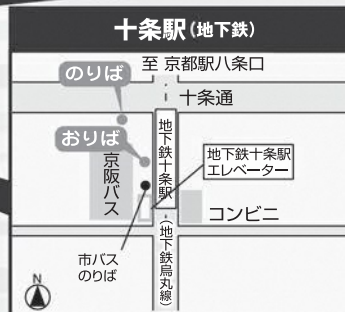 十条駅(地下鉄)
至 京都駅八条口
のりば
十条通
おりば
地下鉄十条駅
京阪バス
地下鉄十条駅
エレベーター
コンビニ
市バス
のりば
(地下鉄烏丸線)
N